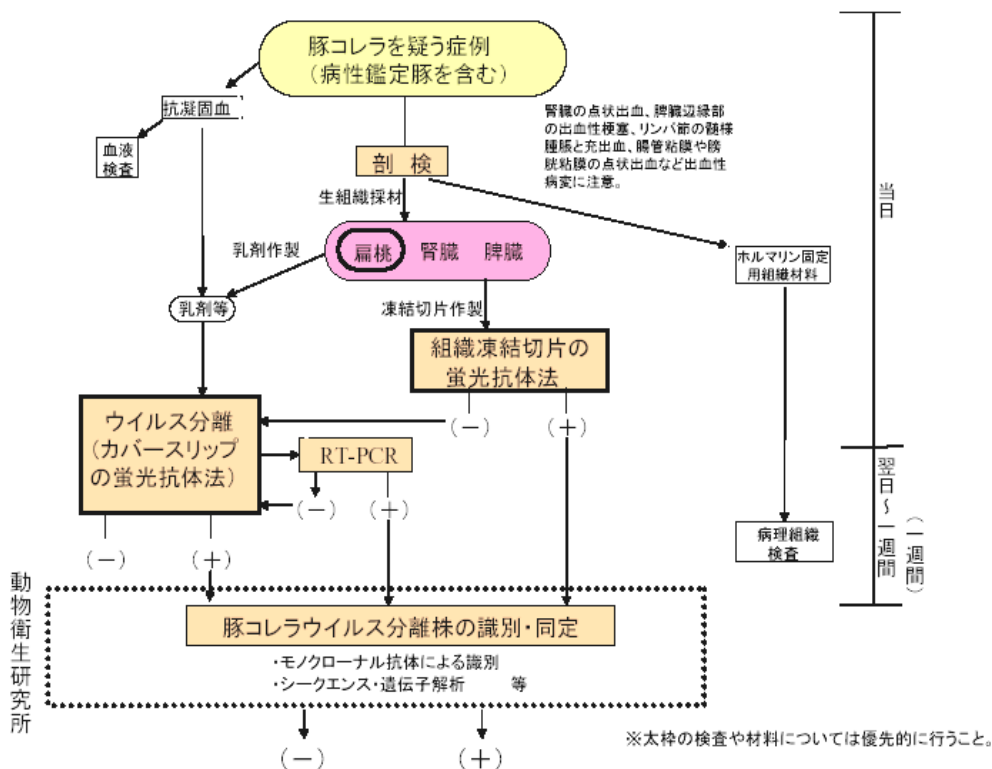 豚コレラを疑う症例
（病性鑑定豚を含む）
抗凝固血
血液
検査
腎臓の点状出血、脾臓辺縁部
の出血性梗塞、リンパ節の髄様
腫脹と充出血、腸管粘膜や膀
胱粘膜の点状出血など出血性
病変に注意。
剖 検
生組織採材
乳剤作製
扁桃 腎臓 脾臓
ホルマリン固定
用組織材料
乳剤等
凍結切片作製
組織凍結切片の
蛍光抗体法
当日
ウイルス分離
（カバースリップ
の蛍光抗体法）
（－）
（＋）
RT-PCR
（－）
（＋）
（－）
（＋）
病理組織
検査
翌日～一週間
（一週間）
動物衛生研究所
豚コレラウイルス分離株の識別・同定
・モノクローナル抗体による識別
・シークエンス・遺伝子解析 等
（－）
（＋）
※太枠の検査や材料については優先的に行うこと。